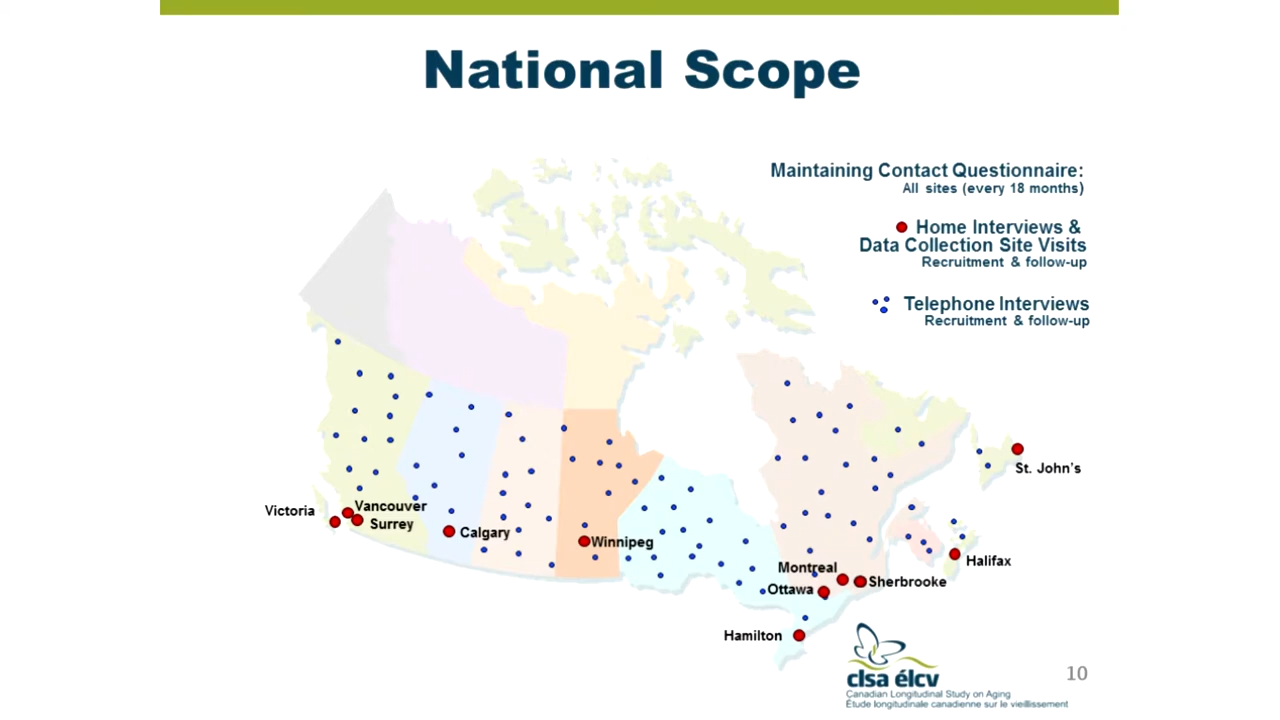 National Scope
Maintaining Contact Questionnaire:
All sites (every 18 months)
Home Interviews &
Data Collection Site Visits
Recruitment & follow-up
Telephone Interviews
Recruitment & follow-up
St. John's
Victoria
Vancouver
Surrey
Calgary
Winnipeg
Halifax
Montreal
Sherbrooke
Ottawa
Hamilton
clsa élcv
Canadian Longitudinal Study on Aging
Étude longitudinale canadienne sur le vieillissement
10